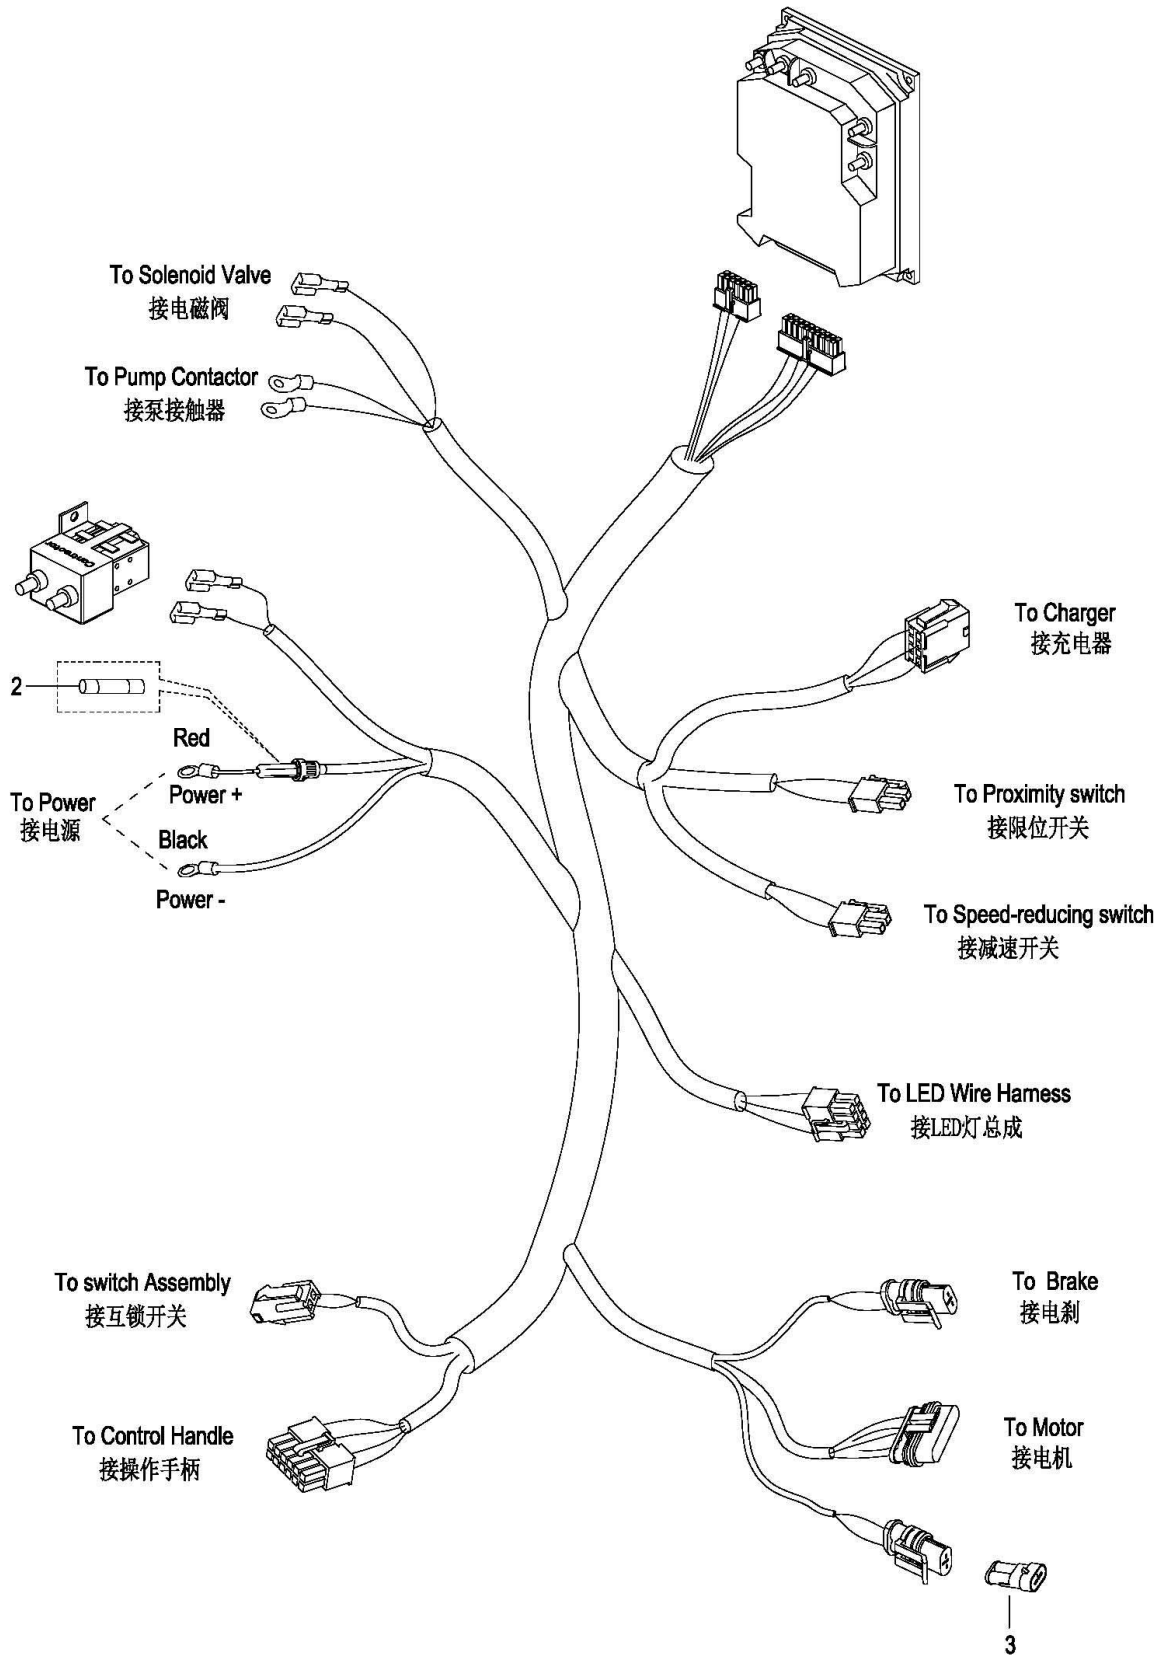 To Solenoid Valve
接电磁阀
To Pump Contactor
接泵接触器
Contractor
2
Red
Power +
To Power
接电源
Black
Power -
To Charger
接充电器
To Proximity switch
接限位开关
To Speed-reducing switch
接减速开关
To LED Wire Harness
接LED灯总成
To switch Assembly
接互锁开关
To Control Handle
接操作手柄
To Brake
接电刹
To Motor
接电机
3